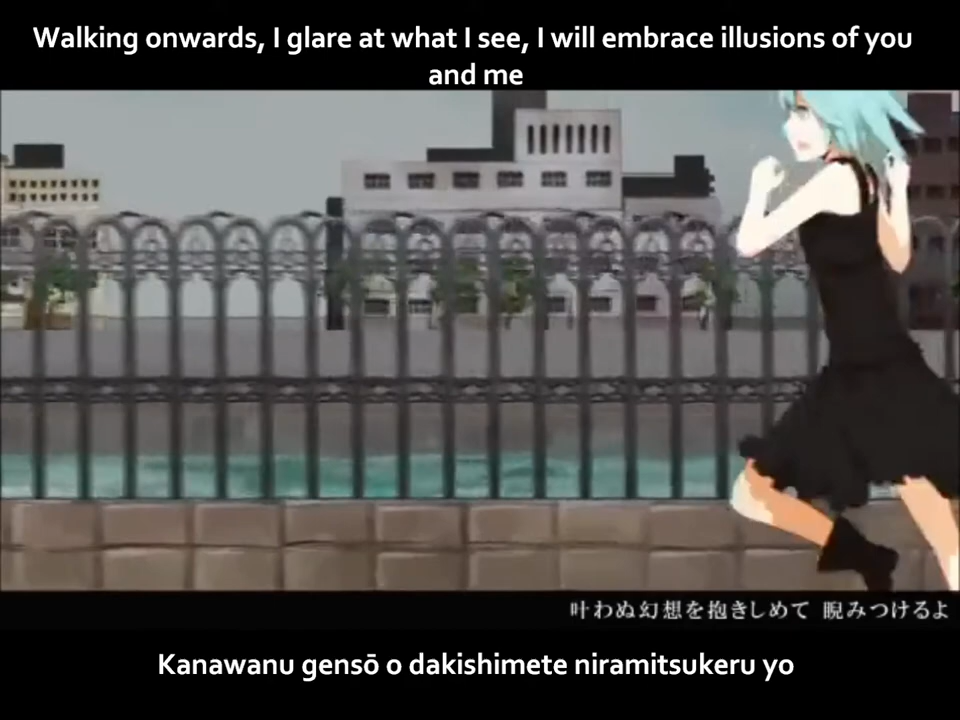 Walking onwards, I glare at what I see, I will embrace illusions of you
and me
叶わぬ幻想を抱きしめて 睨みつけるよ
Kanawanu gensō o dakishimete niramitsukeru yo